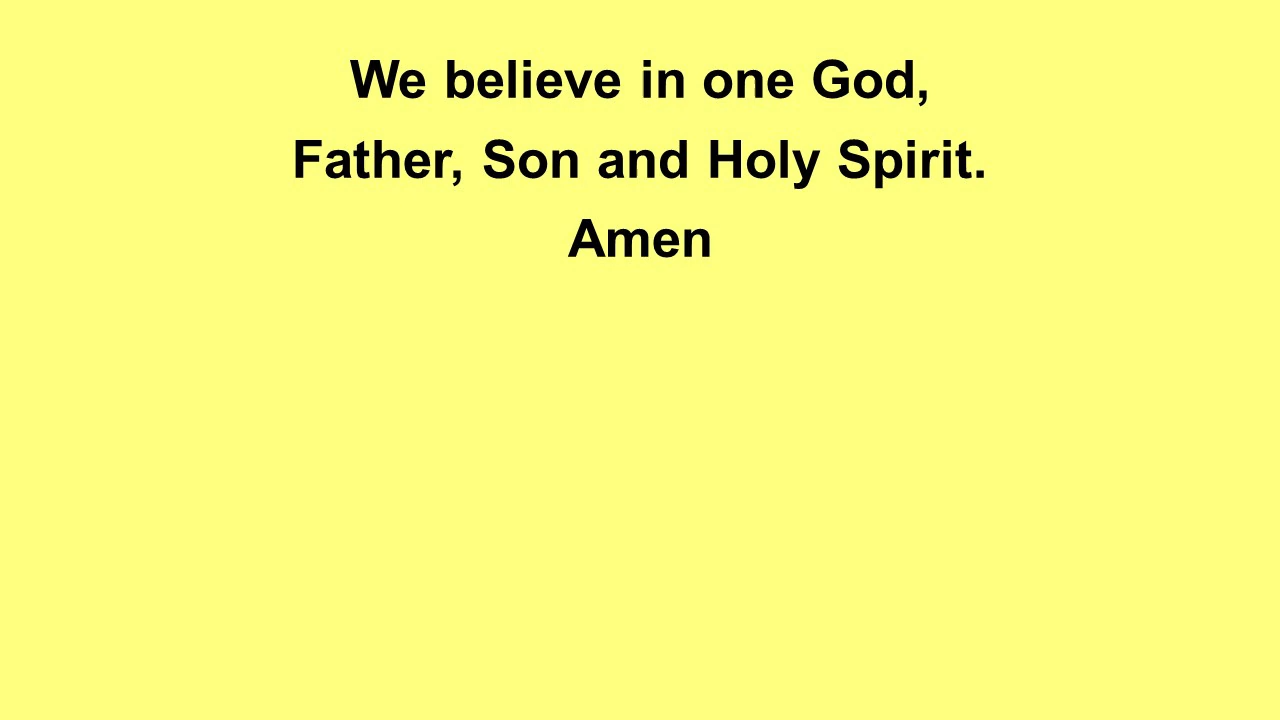 We believe in one God,
Father, Son and Holy Spirit.
Amen